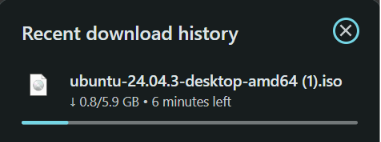 Recent download history
ubuntu-24.04.3-desktop-amd64 (1).iso
↓ 0.8/5.9 GB • 6 minutes left